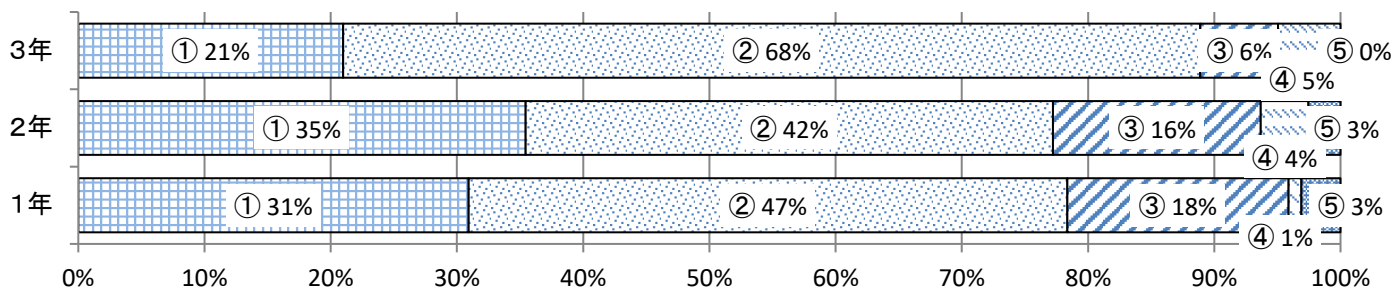 3年 ① 21% ② 68% ③ 6% ④ 5% ⑤ 0%
2年 ① 35% ② 42% ③ 16% ④ 4% ⑤ 3%
1年 ① 31% ② 47% ③ 18% ④ 1% ⑤ 3%
0% 10% 20% 30% 40% 50% 60% 70% 80% 90% 100%